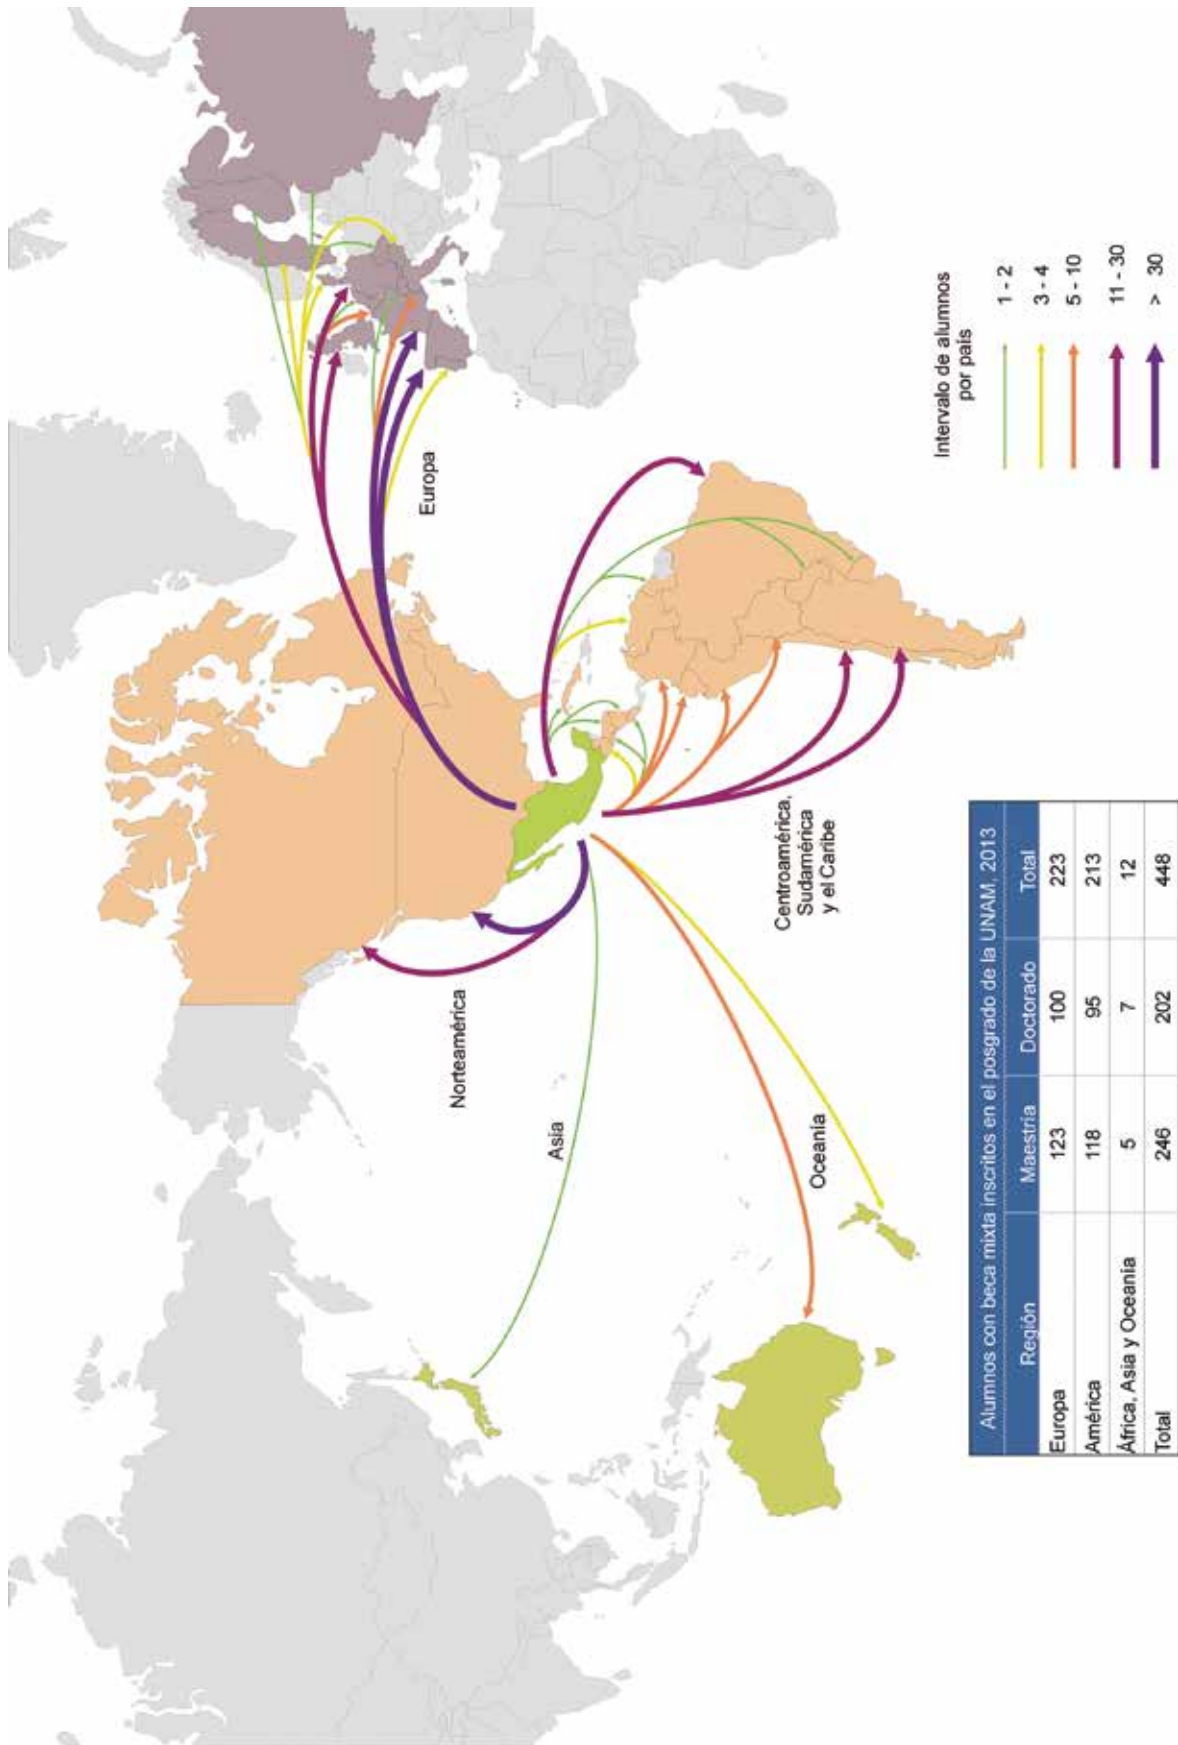 Europa
Norteamérica
Asia
Oceanía
Centroamérica,
Sudamérica
y el Caribe
Intervalo de alumnos
por país
1 - 2
3 - 4
5 - 10
11 - 30
> 30
Alumnos con beca mixta inscritos en el posgrado de la UNAM, 2013
Región Maestría Doctorado Total
Europa 123 100 223
América 118 95 213
África, Asia y Oceanía 5 7 12
Total 246 202 448